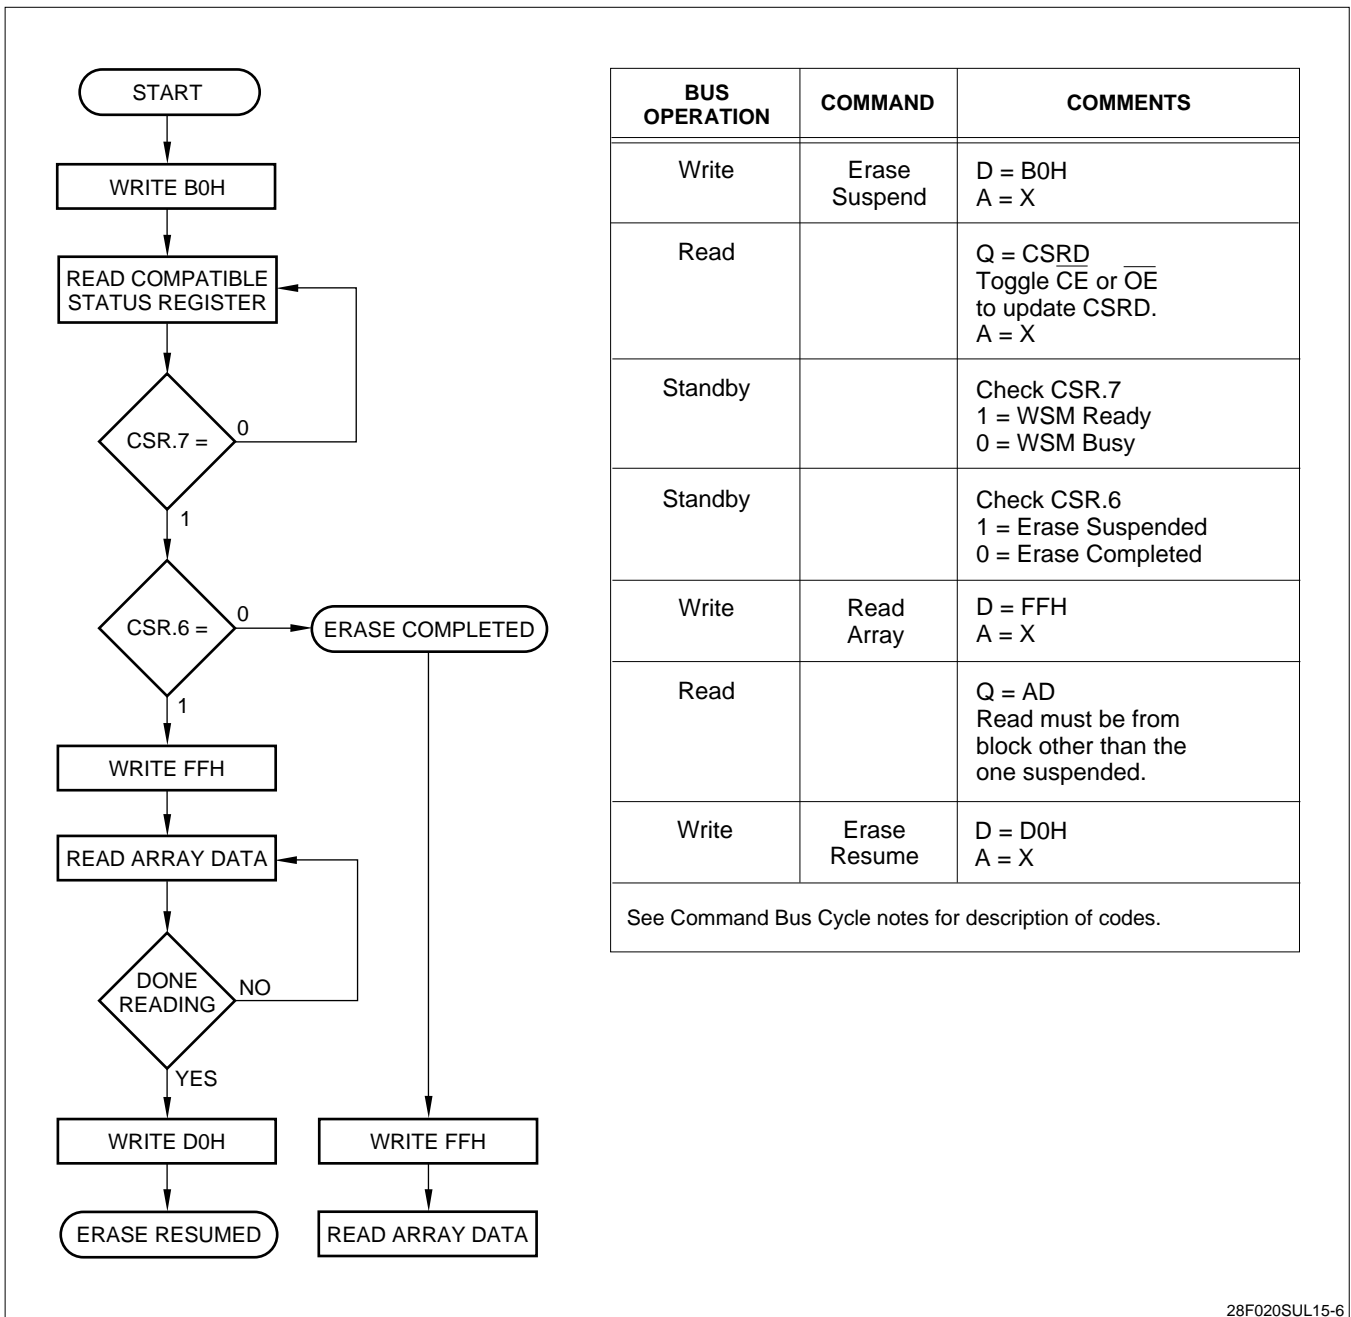 START
WRITE B0H
READ COMPATIBLE
STATUS REGISTER
CSR.7 =
0
1
CSR.6 =
0
ERASE COMPLETED
1
WRITE FFH
READ ARRAY DATA
DONE
READING
NO
YES
WRITE D0H
ERASE RESUMED
WRITE FFH
READ ARRAY DATA
BUS
OPERATION
COMMAND
COMMENTS
Write
Erase
Suspend
D = B0H
A = X
Read
Q = CSRD
Toggle C̅E̅ or O̅E̅
to update CSRD.
A = X
Standby
Check CSR.7
1 = WSM Ready
0 = WSM Busy
Standby
Check CSR.6
1 = Erase Suspended
0 = Erase Completed
Write
Read
Array
D = FFH
A = X
Read
Q = AD
Read must be from
block other than the
one suspended.
Write
Erase
Resume
D = D0H
A = X
See Command Bus Cycle notes for description of codes.
28F020SUL15-6